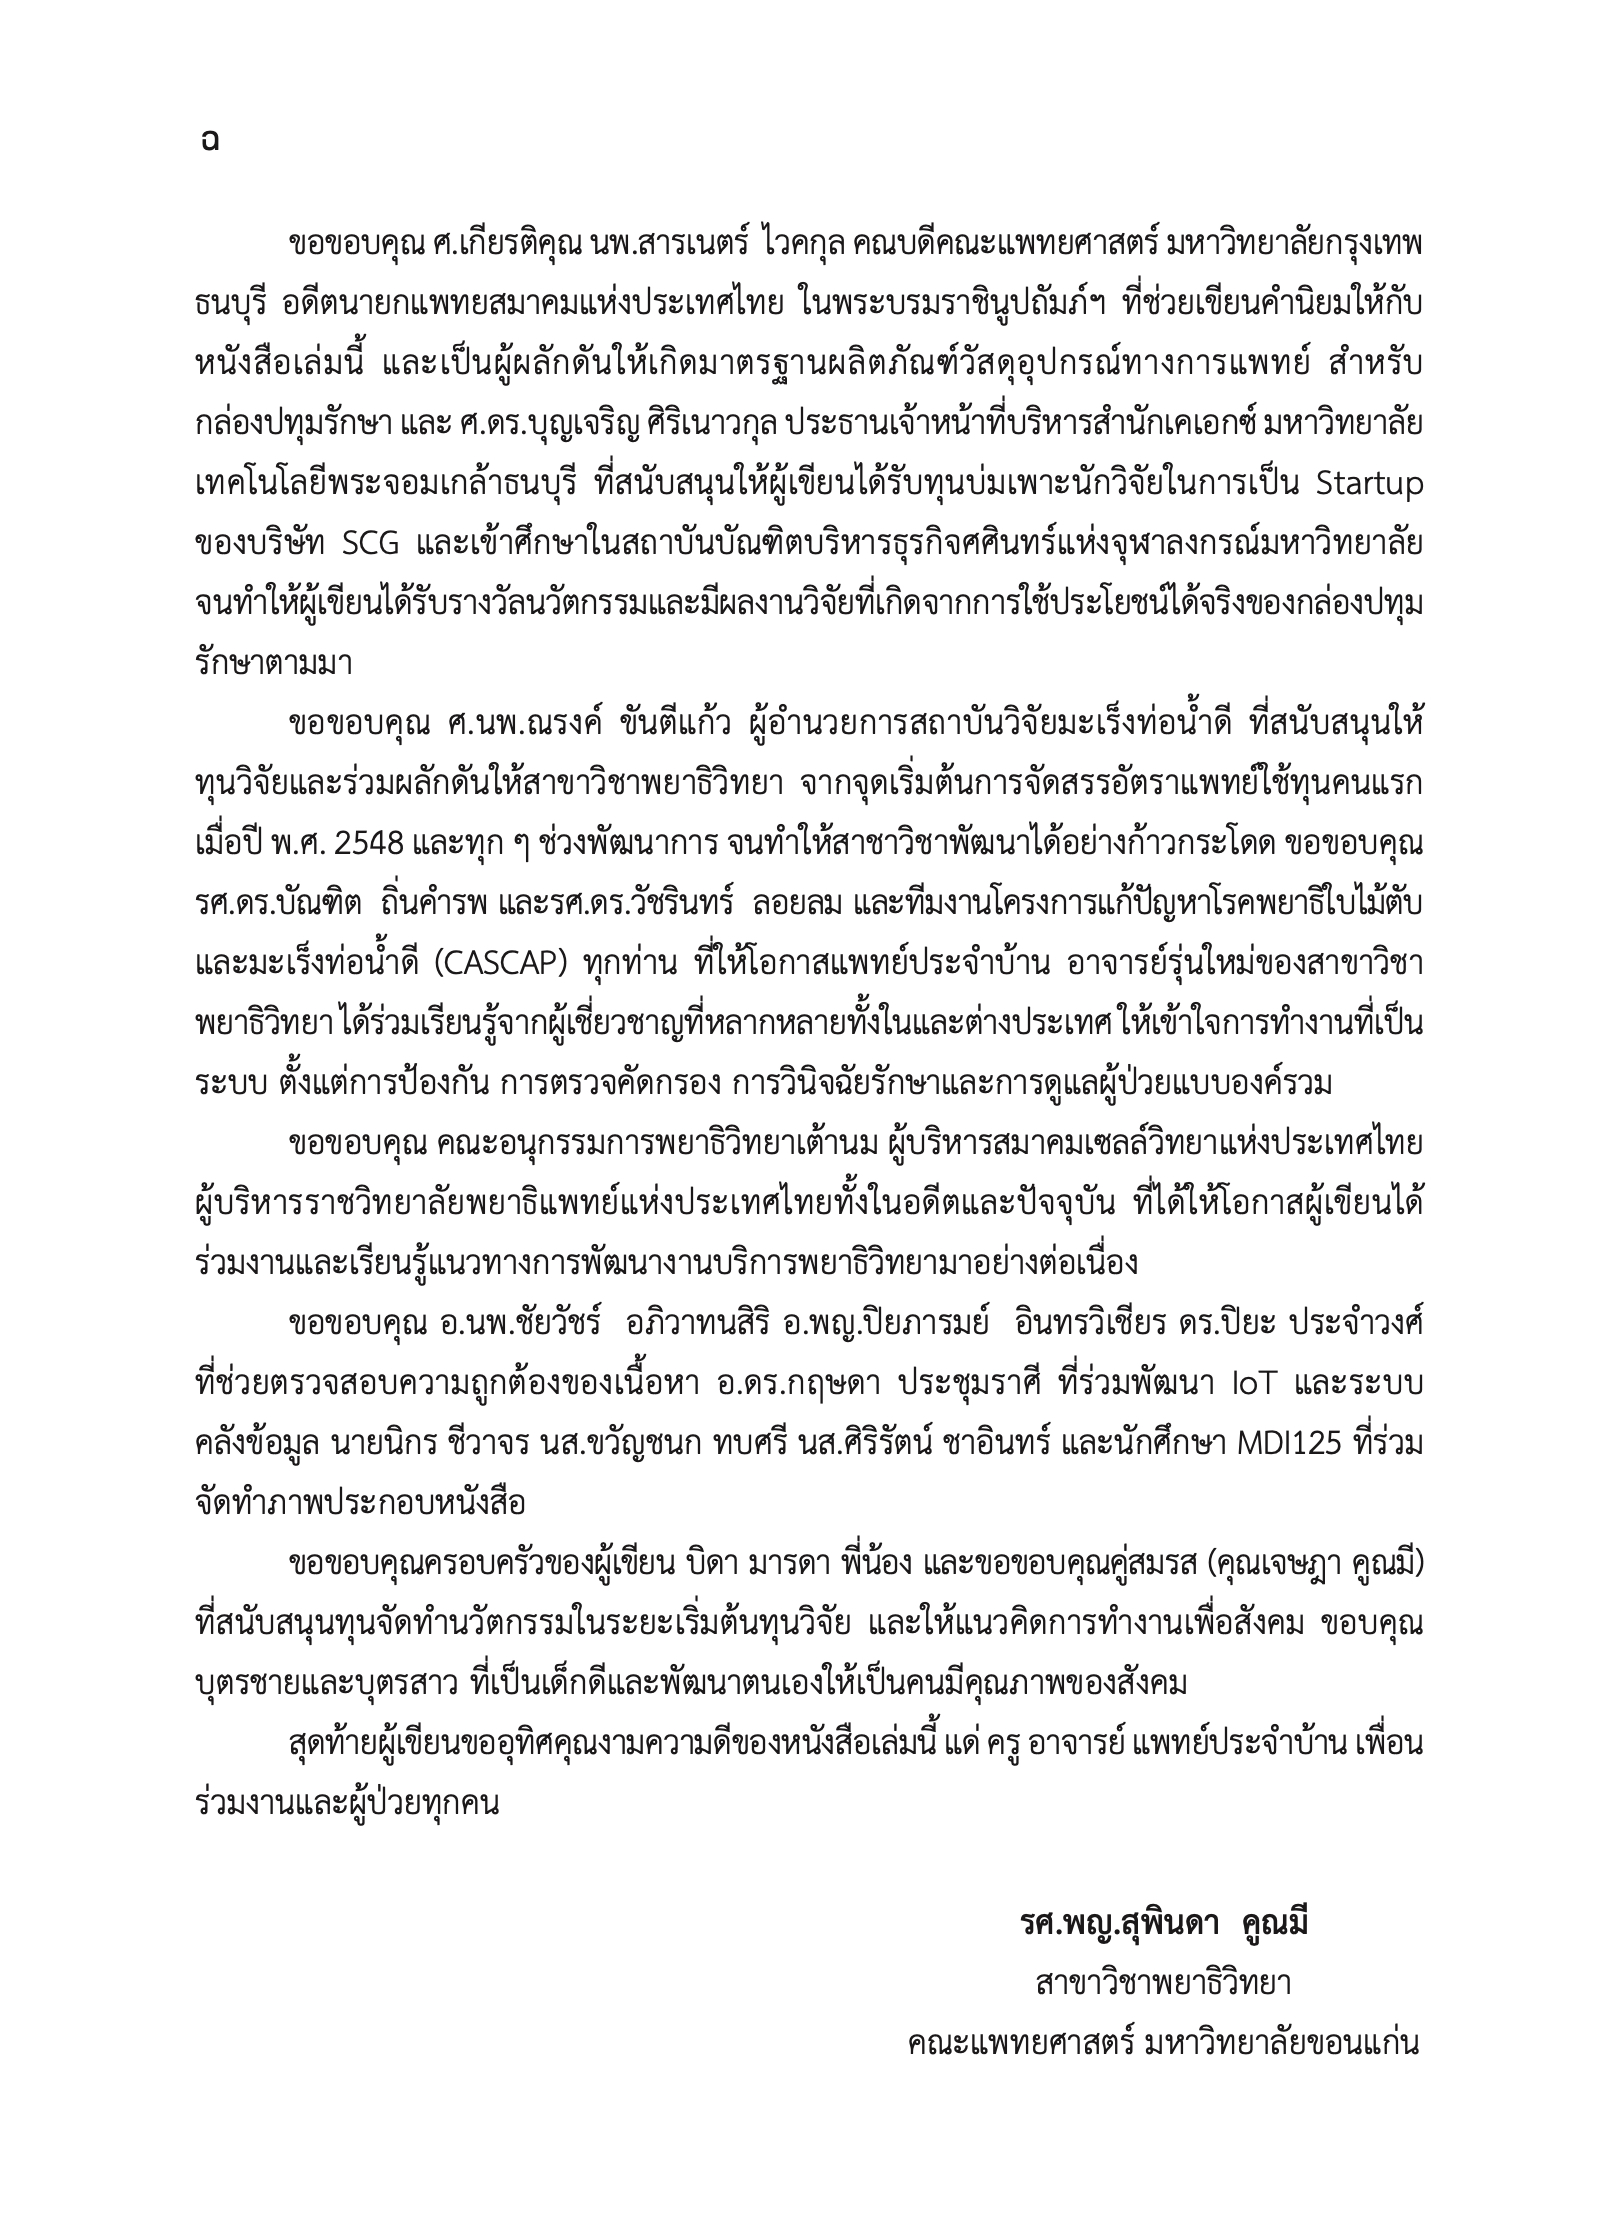 ฉ
ขอขอบคุณ ศ.เกียรติคุณ นพ.สารเนตร์ ไวคกุล คณบดีคณะแพทยศาสตร์ มหาวิทยาลัยกรุงเทพ
ธนบุรี อดีตนายกแพทยสมาคมแห่งประเทศไทย ในพระบรมราชินูปถัมภ์ฯ ที่ช่วยเขียนคำนิยมให้กับ
หนังสือเล่มนี้ และเป็นผู้ผลักดันให้เกิดมาตรฐานผลิตภัณฑ์วัสดุอุปกรณ์ทางการแพทย์ สำหรับ
กล่องปทุมรักษา และ ศ.ดร.บุญเจริญ ศิริเนาวกุล ประธานเจ้าหน้าที่บริหารสำนักเคเอกซ์ มหาวิทยาลัย
เทคโนโลยีพระจอมเกล้าธนบุรี ที่สนับสนุนให้ผู้เขียนได้รับทุนบ่มเพาะนักวิจัยในการเป็น Startup
ของบริษัท SCG และเข้าศึกษาในสถาบันบัณฑิตบริหารธุรกิจศศินทร์แห่งจุฬาลงกรณ์มหาวิทยาลัย
จนทำให้ผู้เขียนได้รับรางวัลนวัตกรรมและมีผลงานวิจัยที่เกิดจากการใช้ประโยชน์ได้จริงของกล่องปทุม
รักษาตามมา
ขอขอบคุณ ศ.นพ.ณรงค์ ขันตีแก้ว ผู้อำนวยการสถาบันวิจัยมะเร็งท่อน้ำดี ที่สนับสนุนให้
ทุนวิจัยและร่วมผลักดันให้สาขาวิชาพยาธิวิทยา จากจุดเริ่มต้นการจัดสรรอัตราแพทย์ใช้ทุนคนแรก
เมื่อปี พ.ศ. 2548 และทุก ๆ ช่วงพัฒนาการ จนทำให้สาขาวิชาพัฒนาได้อย่างก้าวกระโดด ขอขอบคุณ
รศ.ดร.บัณฑิต ถิ่นคำรพ และรศ.ดร.วัชรินทร์ ลอยลม และทีมงานโครงการแก้ปัญหาโรคพยาธิใบไม้ตับ
และมะเร็งท่อน้ำดี (CASCAP) ทุกท่าน ที่ให้โอกาสแพทย์ประจำบ้าน อาจารย์รุ่นใหม่ของสาขาวิชา
พยาธิวิทยา ได้ร่วมเรียนรู้จากผู้เชี่ยวชาญที่หลากหลายทั้งในและต่างประเทศ ให้เข้าใจการทำงานที่เป็น
ระบบ ตั้งแต่การป้องกัน การตรวจคัดกรอง การวินิจฉัยรักษาและการดูแลผู้ป่วยแบบองค์รวม
ขอขอบคุณ คณะอนุกรรมการพยาธิวิทยาเต้านม ผู้บริหารสมาคมเซลล์วิทยาแห่งประเทศไทย
ผู้บริหารราชวิทยาลัยพยาธิแพทย์แห่งประเทศไทยทั้งในอดีตและปัจจุบัน ที่ได้ให้โอกาสผู้เขียนได้
ร่วมงานและเรียนรู้แนวทางการพัฒนางานบริการพยาธิวิทยามาอย่างต่อเนื่อง
ขอขอบคุณ อ.นพ.ชัยวัชร์ อภิวาทนสิริ อ.พญ.ปิยภารมย์ อินทรวิเชียร ดร.ปิยะ ประจำวงศ์
ที่ช่วยตรวจสอบความถูกต้องของเนื้อหา อ.ดร.กฤษดา ประชุมราศี ที่ร่วมพัฒนา IoT และระบบ
คลังข้อมูล นายนิกร ชีวาจร นส.ขวัญชนก ทบศรี นส.ศิริรัตน์ ชาอินทร์ และนักศึกษา MDI125 ที่ร่วม
จัดทำภาพประกอบหนังสือ
ขอขอบคุณครอบครัวของผู้เขียน บิดา มารดา พี่น้อง และขอขอบคุณคู่สมรส (คุณเจษฎา คูณมี)
ที่สนับสนุนทุนจัดทำนวัตกรรมในระยะเริ่มต้นทุนวิจัย และให้แนวคิดการทำงานเพื่อสังคม ขอบคุณ
บุตรชายและบุตรสาว ที่เป็นเด็กดีและพัฒนาตนเองให้เป็นคนมีคุณภาพของสังคม
สุดท้ายผู้เขียนขออุทิศคุณงามความดีของหนังสือเล่มนี้ แด่ ครู อาจารย์ แพทย์ประจำบ้าน เพื่อน
ร่วมงานและผู้ป่วยทุกคน
รศ.พญ.สุพินดา คูณมี
สาขาวิชาพยาธิวิทยา
คณะแพทยศาสตร์ มหาวิทยาลัยขอนแก่น